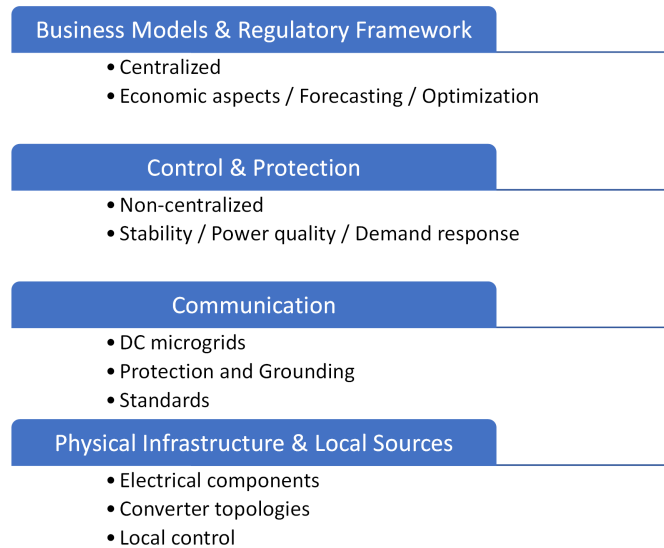 Business Models & Regulatory Framework
• Centralized
• Economic aspects / Forecasting / Optimization
Control & Protection
• Non-centralized
• Stability / Power quality / Demand response
Communication
• DC microgrids
• Protection and Grounding
• Standards
Physical Infrastructure & Local Sources
• Electrical components
• Converter topologies
• Local control